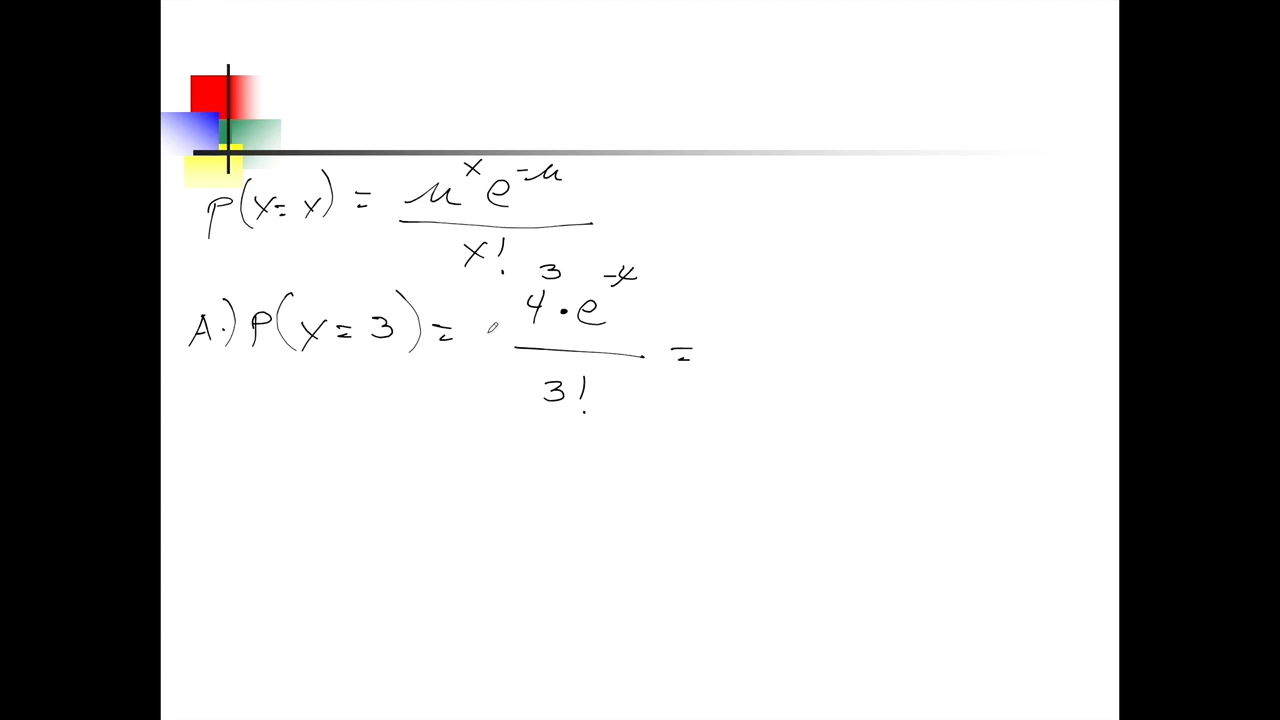 P(x=x) = μ^x e^-μ / x!
A.) P(x=3) = 4^3 · e^-4 / 3! =